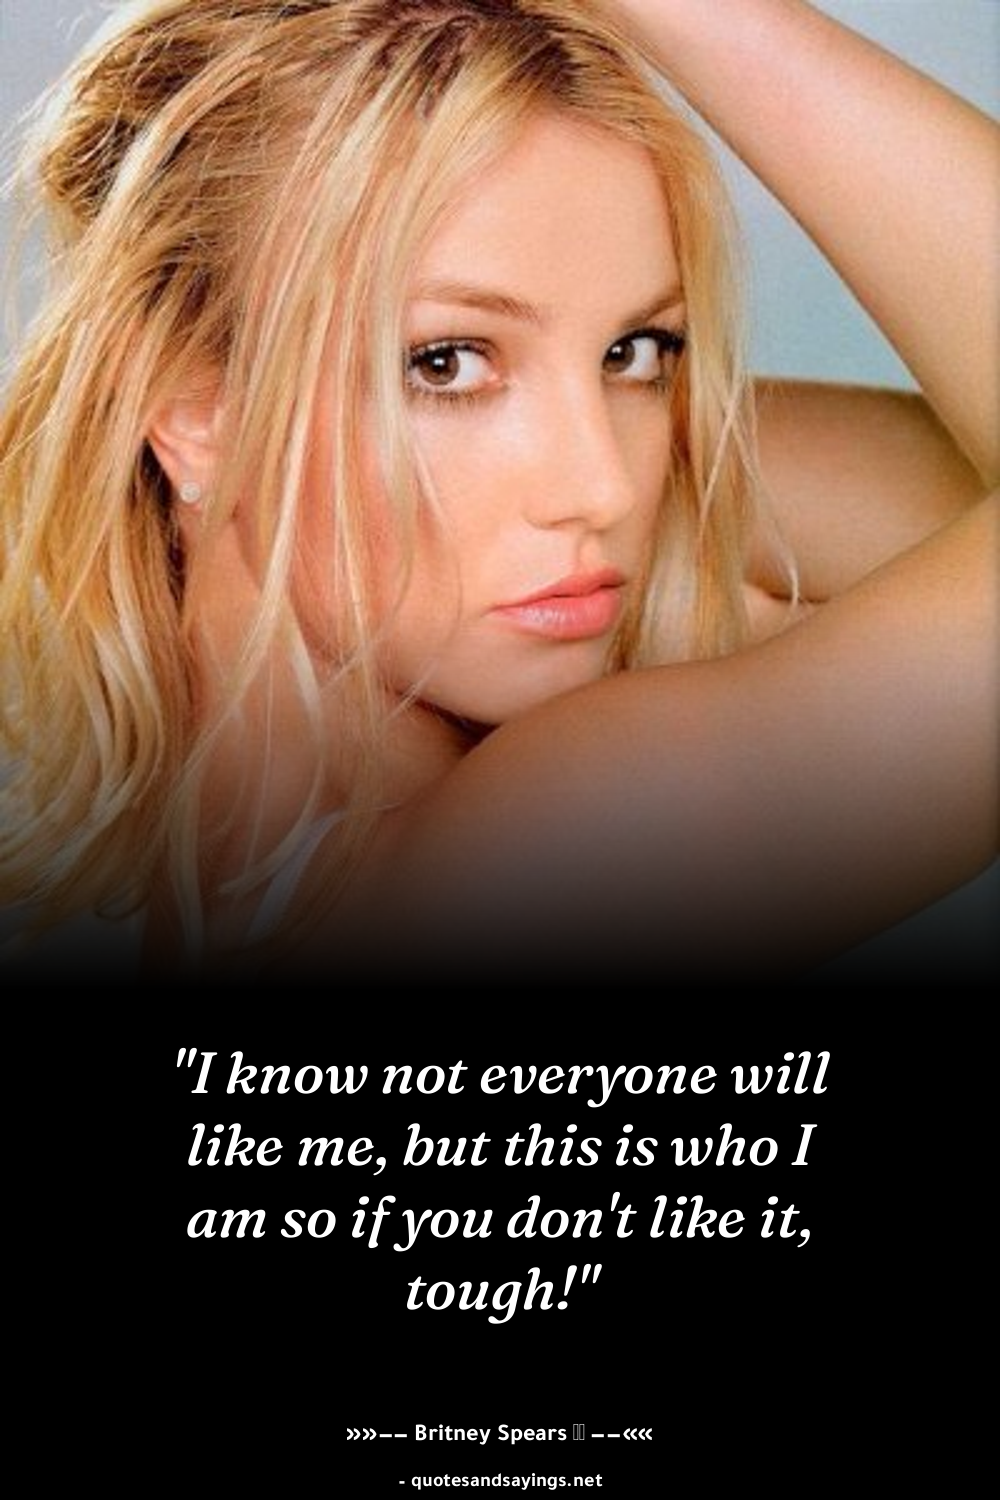 "I know not everyone will
like me, but this is who I
am so if you don't like it,
tough!"
»»−− Britney Spears ▯▯ −−««
- quotesandsayings.net